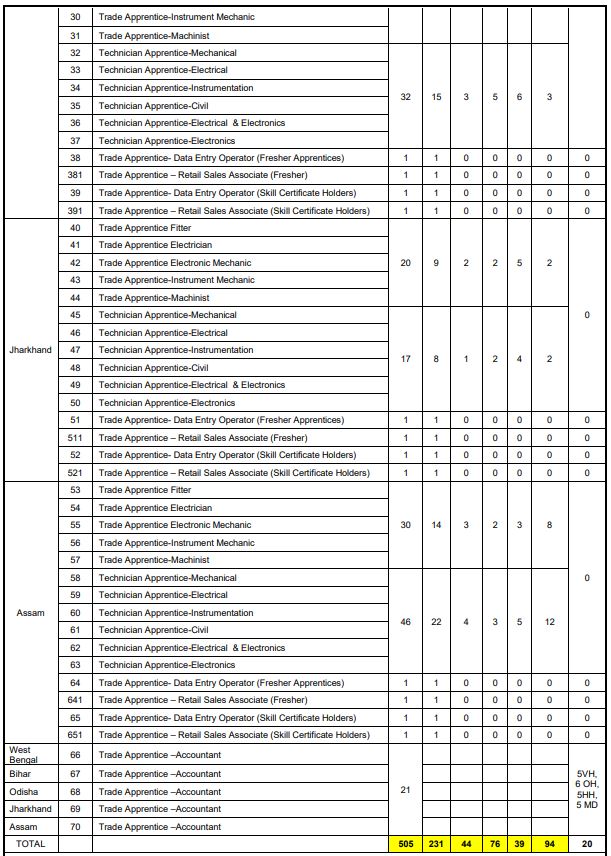 30 Trade Apprentice-Instrument Mechanic
31 Trade Apprentice-Machinist
32 Technician Apprentice-Mechanical
33 Technician Apprentice-Electrical
34 Technician Apprentice-Instrumentation
35 Technician Apprentice-Civil
36 Technician Apprentice-Electrical & Electronics
37 Technician Apprentice-Electronics
32 15 3 5 6 3
38 Trade Apprentice- Data Entry Operator (Fresher Apprentices) 1 1 0 0 0 0 0
381 Trade Apprentice – Retail Sales Associate (Fresher) 1 1 0 0 0 0 0
39 Trade Apprentice- Data Entry Operator (Skill Certificate Holders) 1 1 0 0 0 0 0
391 Trade Apprentice – Retail Sales Associate (Skill Certificate Holders) 1 1 0 0 0 0 0
Jharkhand
40 Trade Apprentice Fitter
41 Trade Apprentice Electrician
42 Trade Apprentice Electronic Mechanic
43 Trade Apprentice-Instrument Mechanic
44 Trade Apprentice-Machinist
20 9 2 2 5 2
45 Technician Apprentice-Mechanical
46 Technician Apprentice-Electrical
47 Technician Apprentice-Instrumentation
48 Technician Apprentice-Civil
49 Technician Apprentice-Electrical & Electronics
50 Technician Apprentice-Electronics
17 8 1 2 4 2
0
51 Trade Apprentice- Data Entry Operator (Fresher Apprentices) 1 1 0 0 0 0 0
511 Trade Apprentice – Retail Sales Associate (Fresher) 1 1 0 0 0 0 0
52 Trade Apprentice- Data Entry Operator (Skill Certificate Holders) 1 1 0 0 0 0 0
521 Trade Apprentice – Retail Sales Associate (Skill Certificate Holders) 1 1 0 0 0 0 0
Assam
53 Trade Apprentice Fitter
54 Trade Apprentice Electrician
55 Trade Apprentice Electronic Mechanic
56 Trade Apprentice-Instrument Mechanic
57 Trade Apprentice-Machinist
30 14 3 2 3 8
58 Technician Apprentice-Mechanical
59 Technician Apprentice-Electrical
60 Technician Apprentice-Instrumentation
61 Technician Apprentice-Civil
62 Technician Apprentice-Electrical & Electronics
63 Technician Apprentice-Electronics
46 22 4 3 5 12
0
64 Trade Apprentice- Data Entry Operator (Fresher Apprentices) 1 1 0 0 0 0 0
641 Trade Apprentice – Retail Sales Associate (Fresher) 1 1 0 0 0 0 0
65 Trade Apprentice- Data Entry Operator (Skill Certificate Holders) 1 1 0 0 0 0 0
651 Trade Apprentice – Retail Sales Associate (Skill Certificate Holders) 1 1 0 0 0 0 0
West
Bengal 66 Trade Apprentice –Accountant
Bihar 67 Trade Apprentice –Accountant
Odisha 68 Trade Apprentice –Accountant
Jharkhand 69 Trade Apprentice –Accountant
Assam 70 Trade Apprentice –Accountant
21
5VH,
6 OH,
5HH,
5 MD
TOTAL 505 231 44 76 39 94 20